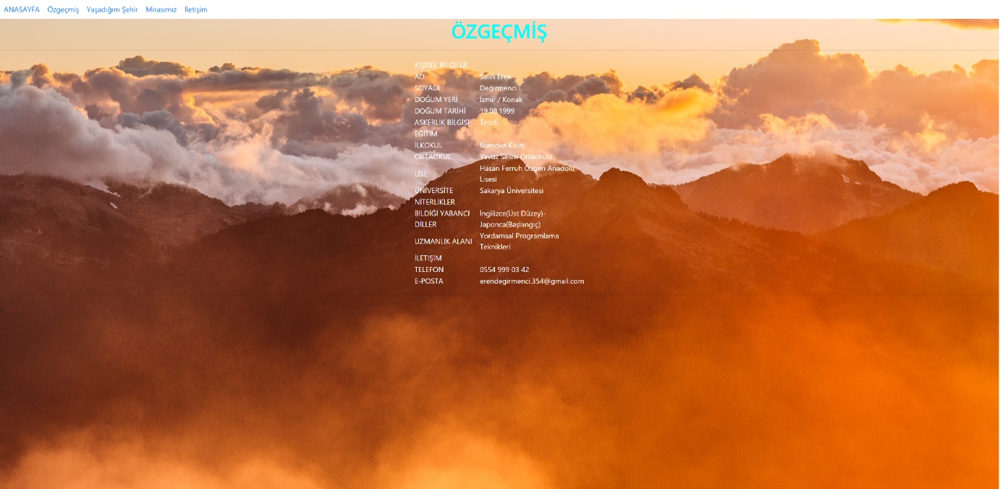 ANASAYFA Özgeçmiş Yaşadığım Şehir Mirasımız İletişim
ÖZGEÇMİŞ
KİŞİSEL BİLGİLER
ADI Salih Eren
SOYADI Değirmenci
DOĞUM YERİ İzmir / Konak
DOĞUM TARİHİ 19.08.1999
ASKERLİK BİLGİSİ Tecilli
EĞİTİM
İLKOKUL Bornova Koleji
ORTAOKUL Yavuz Selim Ortaokulu
LİSE Hasan Ferruh Özgen Anadolu
Lisesi
ÜNİVERSİTE Sakarya Üniversitesi
NİTERLİKLER
BİLDİĞİ YABANCI İngilizce(Üst Düzey)-
DİLLER Japonca(Başlangıç)
UZMANLIK ALANI Yordamsal Programlama
Teknikleri
İLETİŞİM
TELEFON 0554 999 03 42
E-POSTA erendegirmenci.354@gmail.com